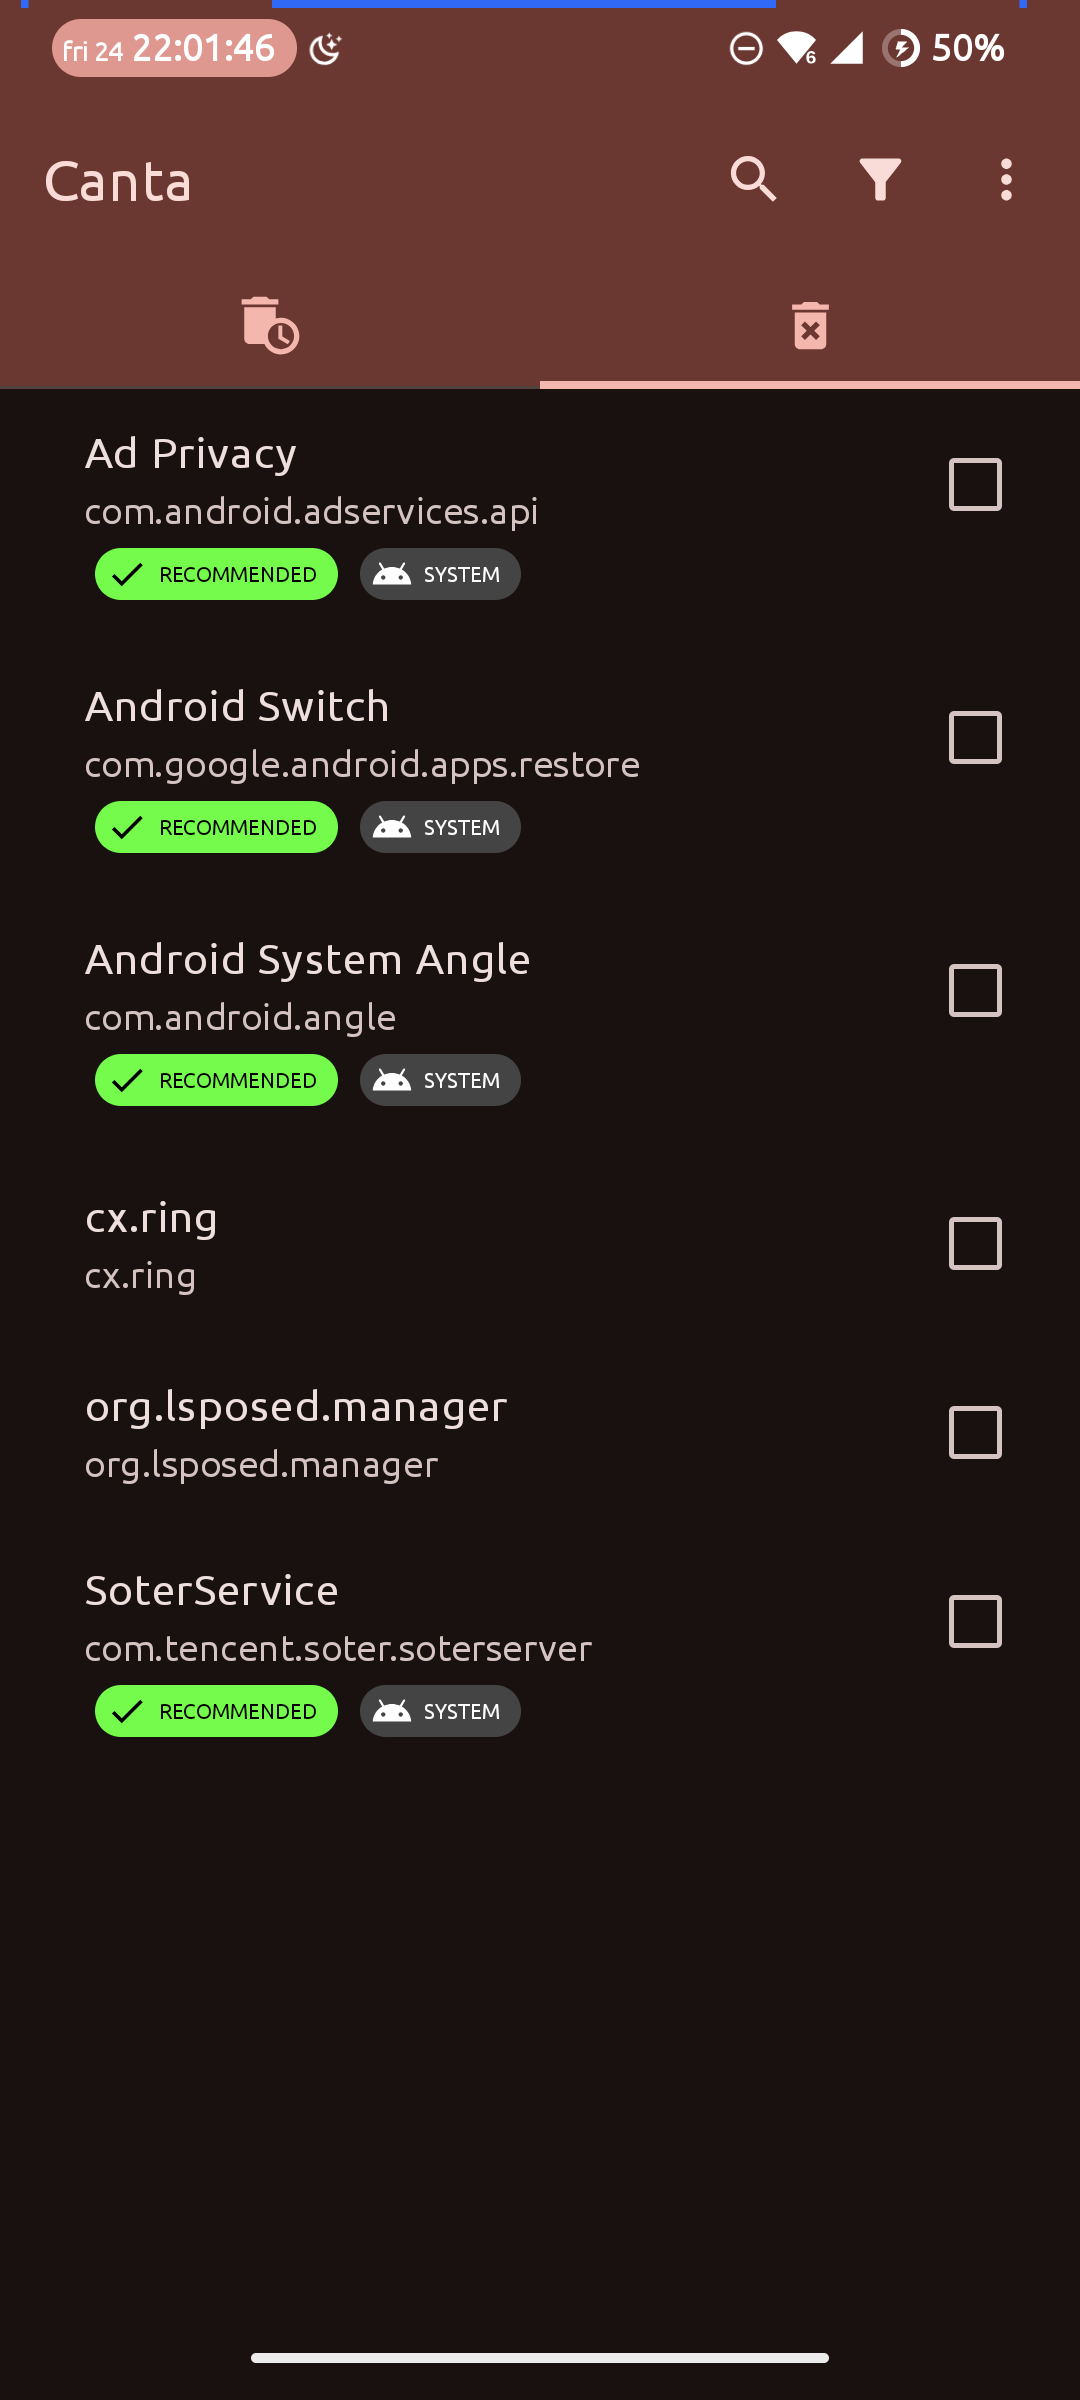 fri 24 22:01:46
6
50%
Canta
Ad Privacy
com.android.adservices.api
RECOMMENDED SYSTEM
Android Switch
com.google.android.apps.restore
RECOMMENDED SYSTEM
Android System Angle
com.android.angle
RECOMMENDED SYSTEM
cx.ring
cx.ring
org.lsposed.manager
org.lsposed.manager
SoterService
com.tencent.soter.soterserver
RECOMMENDED SYSTEM